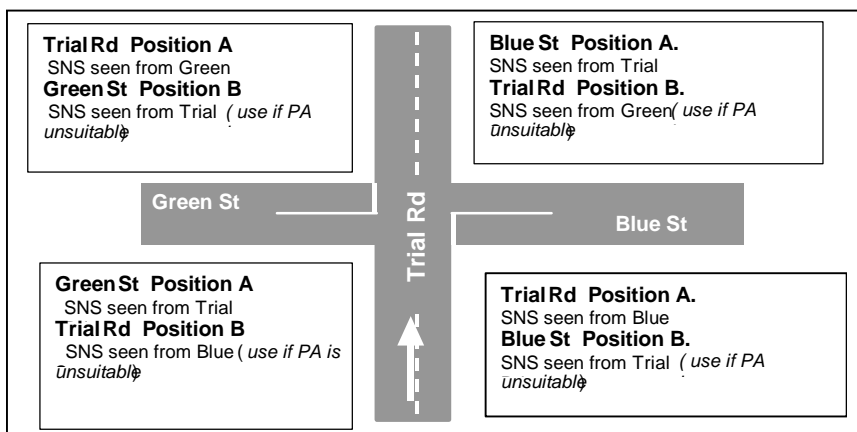 Trial Rd Position A
SNS seen from Green
Green St Position B
SNS seen from Trial ( use if PA
unsuitable)
Blue St Position A.
SNS seen from Trial
Trial Rd Position B.
SNS seen from Green( use if PA
unsuitable)
Green St
Trial Rd
Blue St
Green St Position A
SNS seen from Trial
Trial Rd Position B
SNS seen from Blue ( use if PA is
unsuitable)
Trial Rd Position A.
SNS seen from Blue
Blue St Position B.
SNS seen from Trial ( use if PA
unsuitable)